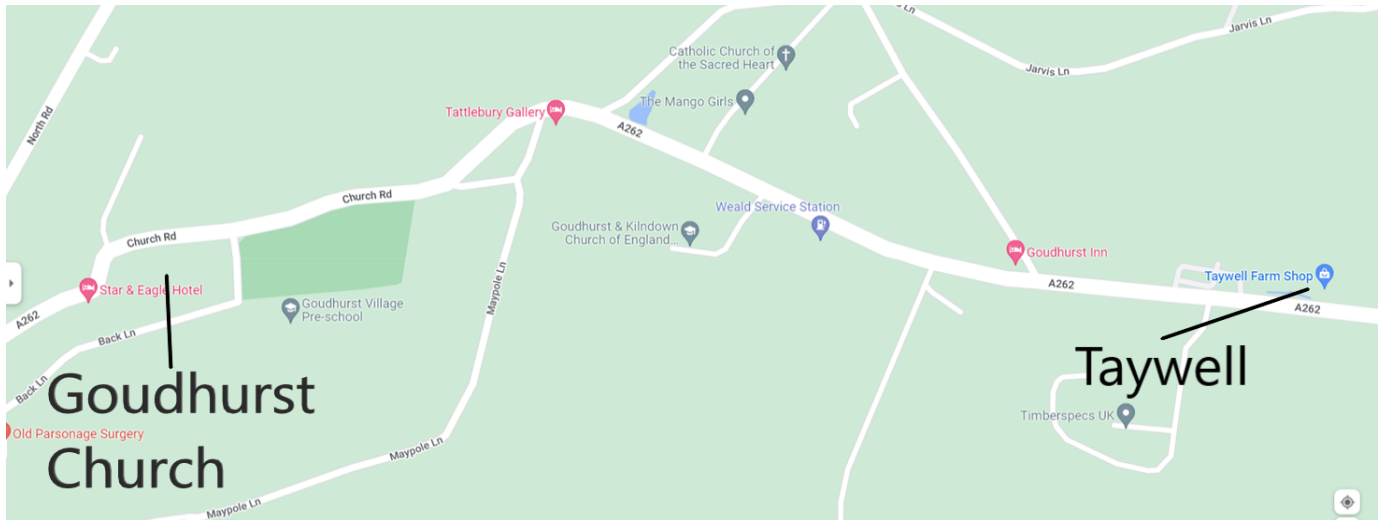 Ln
Jarvis Ln
Catholic Church of
the Sacred Heart
Jarvis Ln
North Rd
The Mango Girls
Tattlebury Gallery
A262
Church Rd
Weald Service Station
Goudhurst & Kilndown
Church of England...
Church Rd
Goudhurst Inn
Taywell Farm Shop
Star & Eagle Hotel
A262
A262
Goudhurst Village
Pre-school
Maypole Ln
A262
Back Ln
Taywell
Back Ln
Goudhurst
Church
Timberspecs UK
Old Parsonage Surgery
Maypole Ln
Maypole Ln